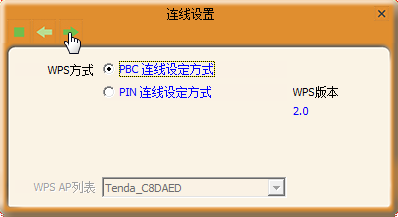 连线设置
WPS方式
PBC 连线设定方式
PIN 连线设定方式
WPS版本
2.0
WPS AP列表
Tenda_C8DAED